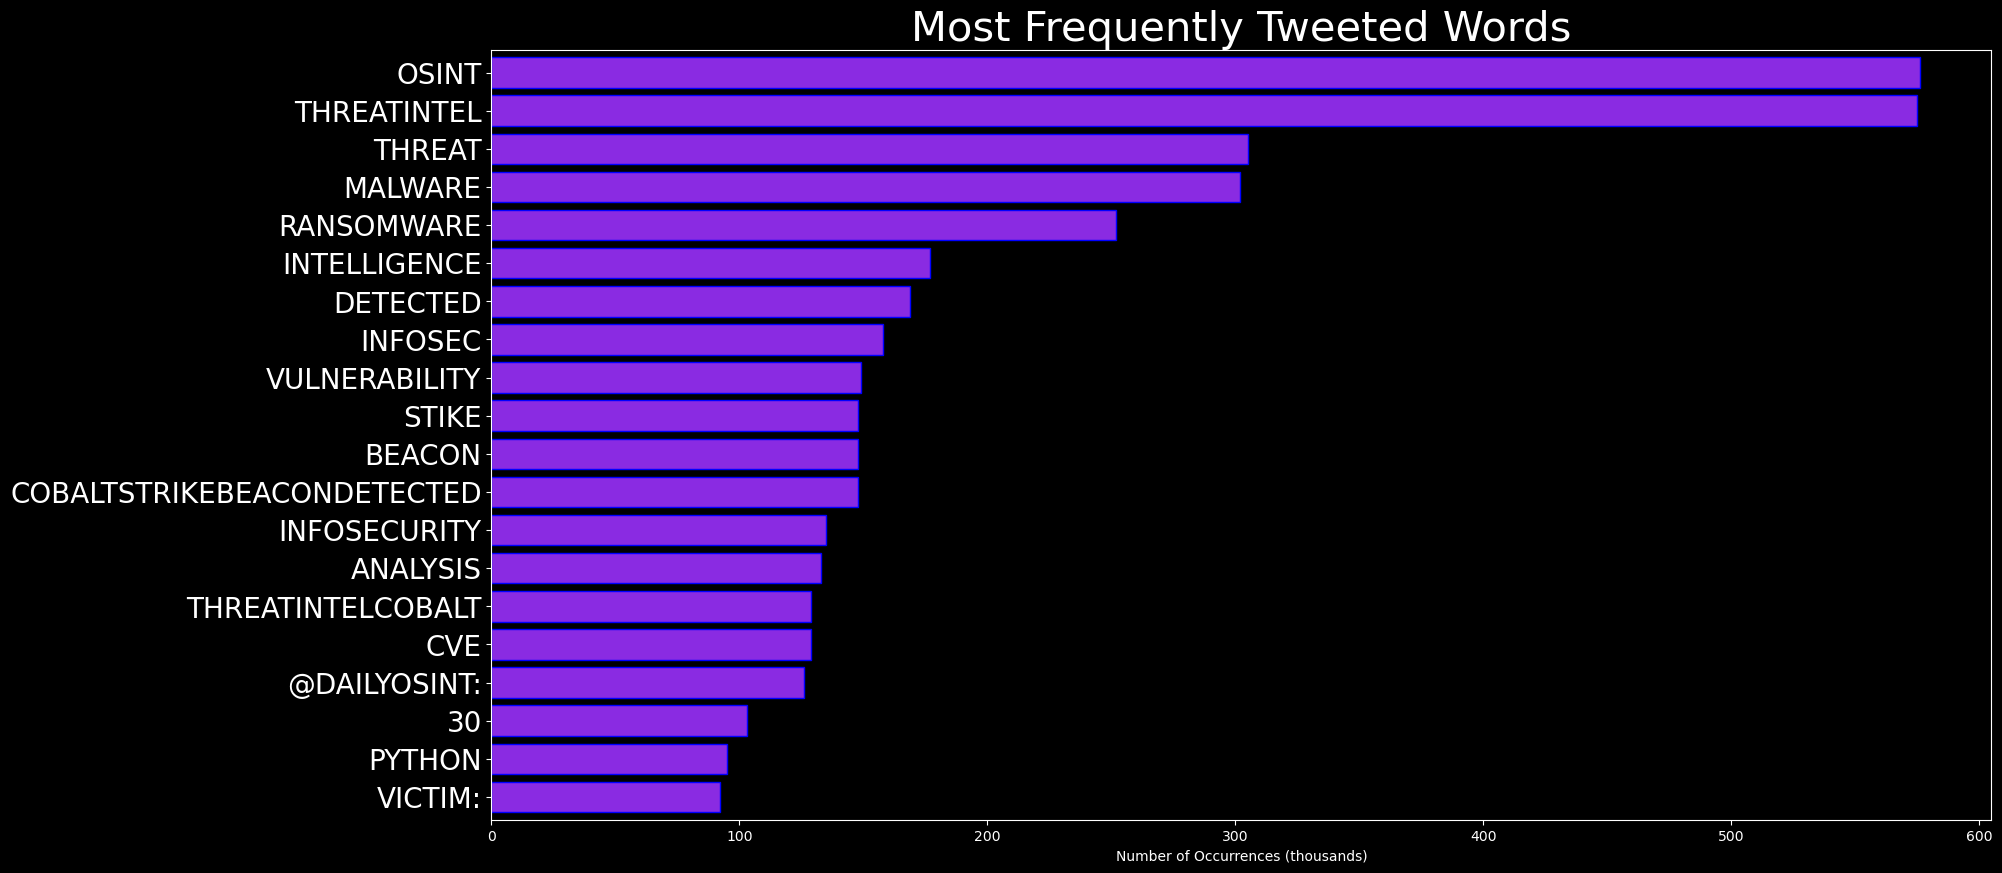 Most Frequently Tweeted Words
OSINT
THREATINTEL
THREAT
MALWARE
RANSOMWARE
INTELLIGENCE
DETECTED
INFOSEC
VULNERABILITY
STIKE
BEACON
COBALTSTRIKEBEACONDETECTED
INFOSECURITY
ANALYSIS
THREATINTELCOBALT
CVE
@DAILYOSINT:
30
PYTHON
VICTIM:
0 100 200 300 400 500 600
Number of Occurrences (thousands)